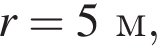 r = 5 м,